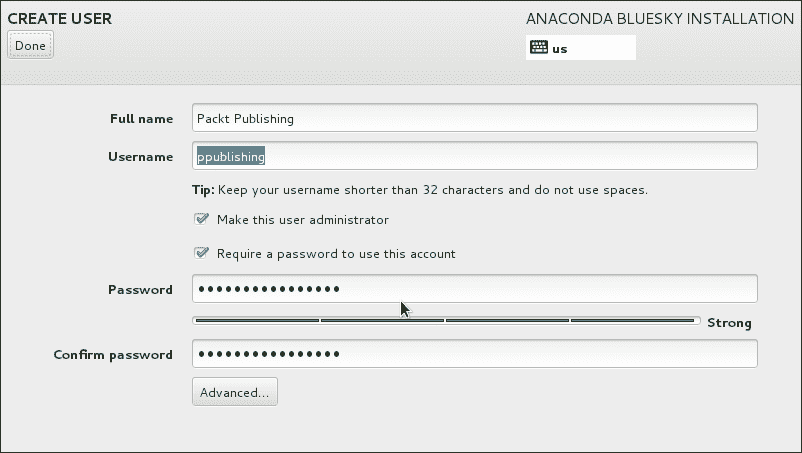 CREATE USER
ANACONDA BLUESKY INSTALLATION
Done
us
Full name
Packt Publishing
Username
ppublishing
Tip: Keep your username shorter than 32 characters and do not use spaces.
Make this user administrator
Require a password to use this account
Password
●●●●●●●●●●●●●●●●
Strong
Confirm password
●●●●●●●●●●●●●●●●
Advanced...